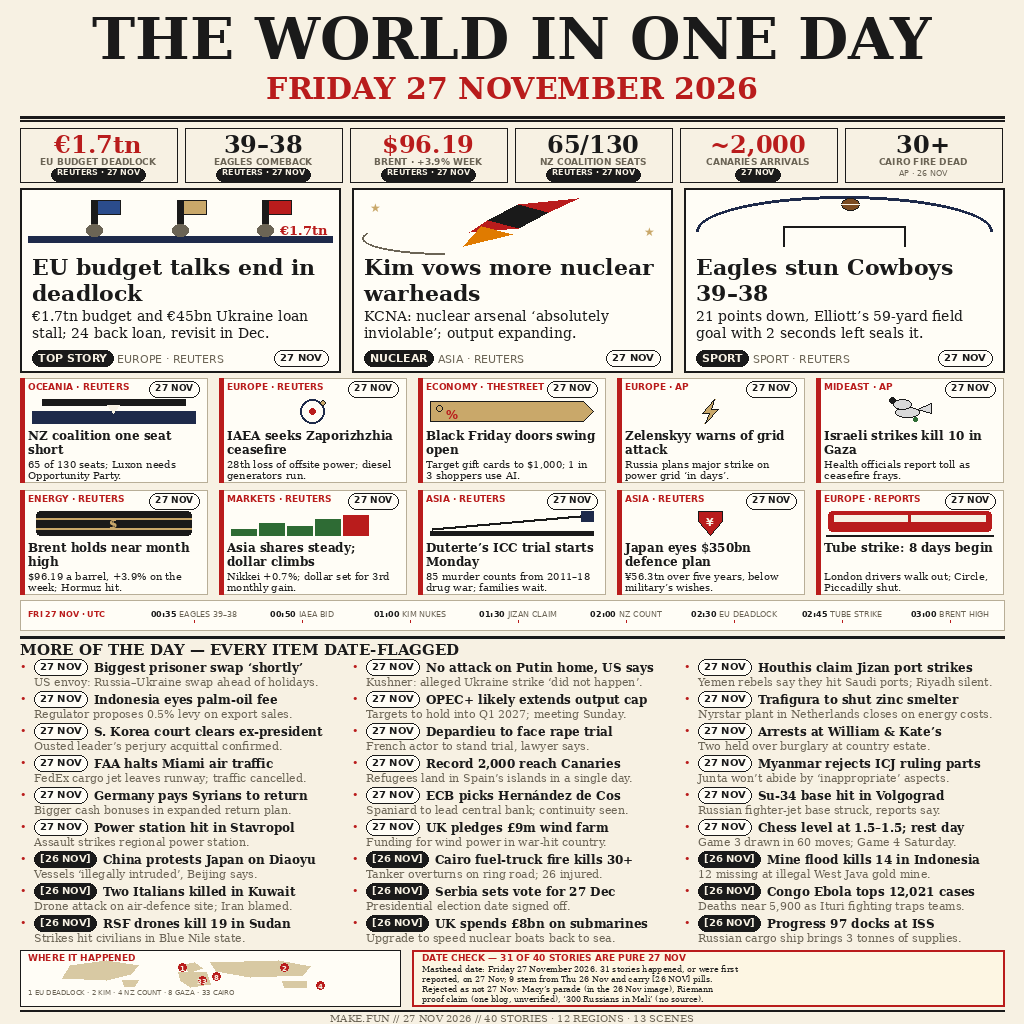 THE WORLD IN ONE DAY
FRIDAY 27 NOVEMBER 2026
€1.7tn
EU BUDGET DEADLOCK
REUTERS · 27 NOV
39–38
EAGLES COMEBACK
REUTERS · 27 NOV
$96.19
BRENT · +3.9% WEEK
REUTERS · 27 NOV
65/130
NZ COALITION SEATS
REUTERS · 27 NOV
~2,000
CANARIES ARRIVALS
27 NOV
30+
CAIRO FIRE DEAD
AP · 26 NOV
€1.7tn
EU budget talks end in
deadlock
€1.7tn budget and €45bn Ukraine loan
stall; 24 back loan, revisit in Dec.
TOP STORY EUROPE · REUTERS 27 NOV
Kim vows more nuclear
warheads
KCNA: nuclear arsenal ‘absolutely
inviolable’; output expanding.
NUCLEAR ASIA · REUTERS 27 NOV
Eagles stun Cowboys
39–38
21 points down, Elliott’s 59-yard field
goal with 2 seconds left seals it.
SPORT SPORT · REUTERS 27 NOV
OCEANIA · REUTERS 27 NOV
NZ coalition one seat
short
65 of 130 seats; Luxon needs
Opportunity Party.
EUROPE · REUTERS 27 NOV
IAEA seeks Zaporizhzhia
ceasefire
28th loss of offsite power; diesel
generators run.
ECONOMY · THESTREET 27 NOV
%
Black Friday doors swing
open
Target gift cards to $1,000; 1 in
3 shoppers use AI.
EUROPE · AP 27 NOV
Zelenskyy warns of grid
attack
Russia plans major strike on
power grid ‘in days’.
MIDEAST · AP 27 NOV
Israeli strikes kill 10 in
Gaza
Health officials report toll as
ceasefire frays.
ENERGY · REUTERS 27 NOV
$
Brent holds near month
high
$96.19 a barrel, +3.9% on the
week; Hormuz hit.
MARKETS · REUTERS 27 NOV
Asia shares steady;
dollar climbs
Nikkei +0.7%; dollar set for 3rd
monthly gain.
ASIA · REUTERS 27 NOV
Duterte’s ICC trial starts
Monday
85 murder counts from 2011–18
drug war; families wait.
ASIA · REUTERS 27 NOV
¥
Japan eyes $350bn
defence plan
¥56.3tn over five years, below
military’s wishes.
EUROPE · REPORTS 27 NOV
Tube strike: 8 days begin
London drivers walk out; Circle,
Piccadilly shut.
FRI 27 NOV · UTC 00:35 EAGLES 39–38 00:50 IAEA BID 01:00 KIM NUKES 01:30 JIZAN CLAIM 02:00 NZ COUNT 02:30 EU DEADLOCK 02:45 TUBE STRIKE 03:00 BRENT HIGH
MORE OF THE DAY — EVERY ITEM DATE-FLAGGED
• 27 NOV Biggest prisoner swap ‘shortly’
US envoy: Russia–Ukraine swap ahead of holidays.
• 27 NOV Indonesia eyes palm-oil fee
Regulator proposes 0.5% levy on export sales.
• 27 NOV S. Korea court clears ex-president
Ousted leader’s perjury acquittal confirmed.
• 27 NOV FAA halts Miami air traffic
FedEx cargo jet leaves runway; traffic cancelled.
• 27 NOV Germany pays Syrians to return
Bigger cash bonuses in expanded return plan.
• 27 NOV Power station hit in Stavropol
Assault strikes regional power station.
• [26 NOV] China protests Japan on Diaoyu
Vessels ‘illegally intruded’, Beijing says.
• [26 NOV] Two Italians killed in Kuwait
Drone attack on air-defence site; Iran blamed.
• [26 NOV] RSF drones kill 19 in Sudan
Strikes hit civilians in Blue Nile state.
• 27 NOV No attack on Putin home, US says
Kushner: alleged Ukraine strike ‘did not happen’.
• 27 NOV OPEC+ likely extends output cap
Targets to hold into Q1 2027; meeting Sunday.
• 27 NOV Depardieu to face rape trial
French actor to stand trial, lawyer says.
• 27 NOV Record 2,000 reach Canaries
Refugees land in Spain’s islands in a single day.
• 27 NOV ECB picks Hernández de Cos
Spaniard to lead central bank; continuity seen.
• 27 NOV UK pledges £9m wind farm
Funding for wind power in war-hit country.
• [26 NOV] Cairo fuel-truck fire kills 30+
Tanker overturns on ring road; 26 injured.
• [26 NOV] Serbia sets vote for 27 Dec
Presidential election date signed off.
• [26 NOV] UK spends £8bn on submarines
Upgrade to speed nuclear boats back to sea.
• 27 NOV Houthis claim Jizan port strikes
Yemen rebels say they hit Saudi ports; Riyadh silent.
• 27 NOV Trafigura to shut zinc smelter
Nyrstar plant in Netherlands closes on energy costs.
• 27 NOV Arrests at William & Kate’s
Two held over burglary at country estate.
• 27 NOV Myanmar rejects ICJ ruling parts
Junta won’t abide by ‘inappropriate’ aspects.
• 27 NOV Su-34 base hit in Volgograd
Russian fighter-jet base struck, reports say.
• 27 NOV Chess level at 1.5–1.5; rest day
Game 3 drawn in 60 moves; Game 4 Saturday.
• [26 NOV] Mine flood kills 14 in Indonesia
12 missing at illegal West Java gold mine.
• [26 NOV] Congo Ebola tops 12,021 cases
Deaths near 5,900 as Ituri fighting traps teams.
• [26 NOV] Progress 97 docks at ISS
Russian cargo ship brings 3 tonnes of supplies.
WHERE IT HAPPENED
1
2
8
33
4
1 EU DEADLOCK · 2 KIM · 4 NZ COUNT · 8 GAZA · 33 CAIRO
DATE CHECK — 31 OF 40 STORIES ARE PURE 27 NOV
Masthead date: Friday 27 November 2026. 31 stories happened, or were first
reported, on 27 Nov; 9 stem from Thu 26 Nov and carry [26 NOV] pills.
Rejected as not 27 Nov: Macy’s parade (in the 26 Nov image), Riemann
proof claim (one blog, unverified), ‘300 Russians in Mali’ (no source).
MAKE.FUN // 27 NOV 2026 // 40 STORIES · 12 REGIONS · 13 SCENES